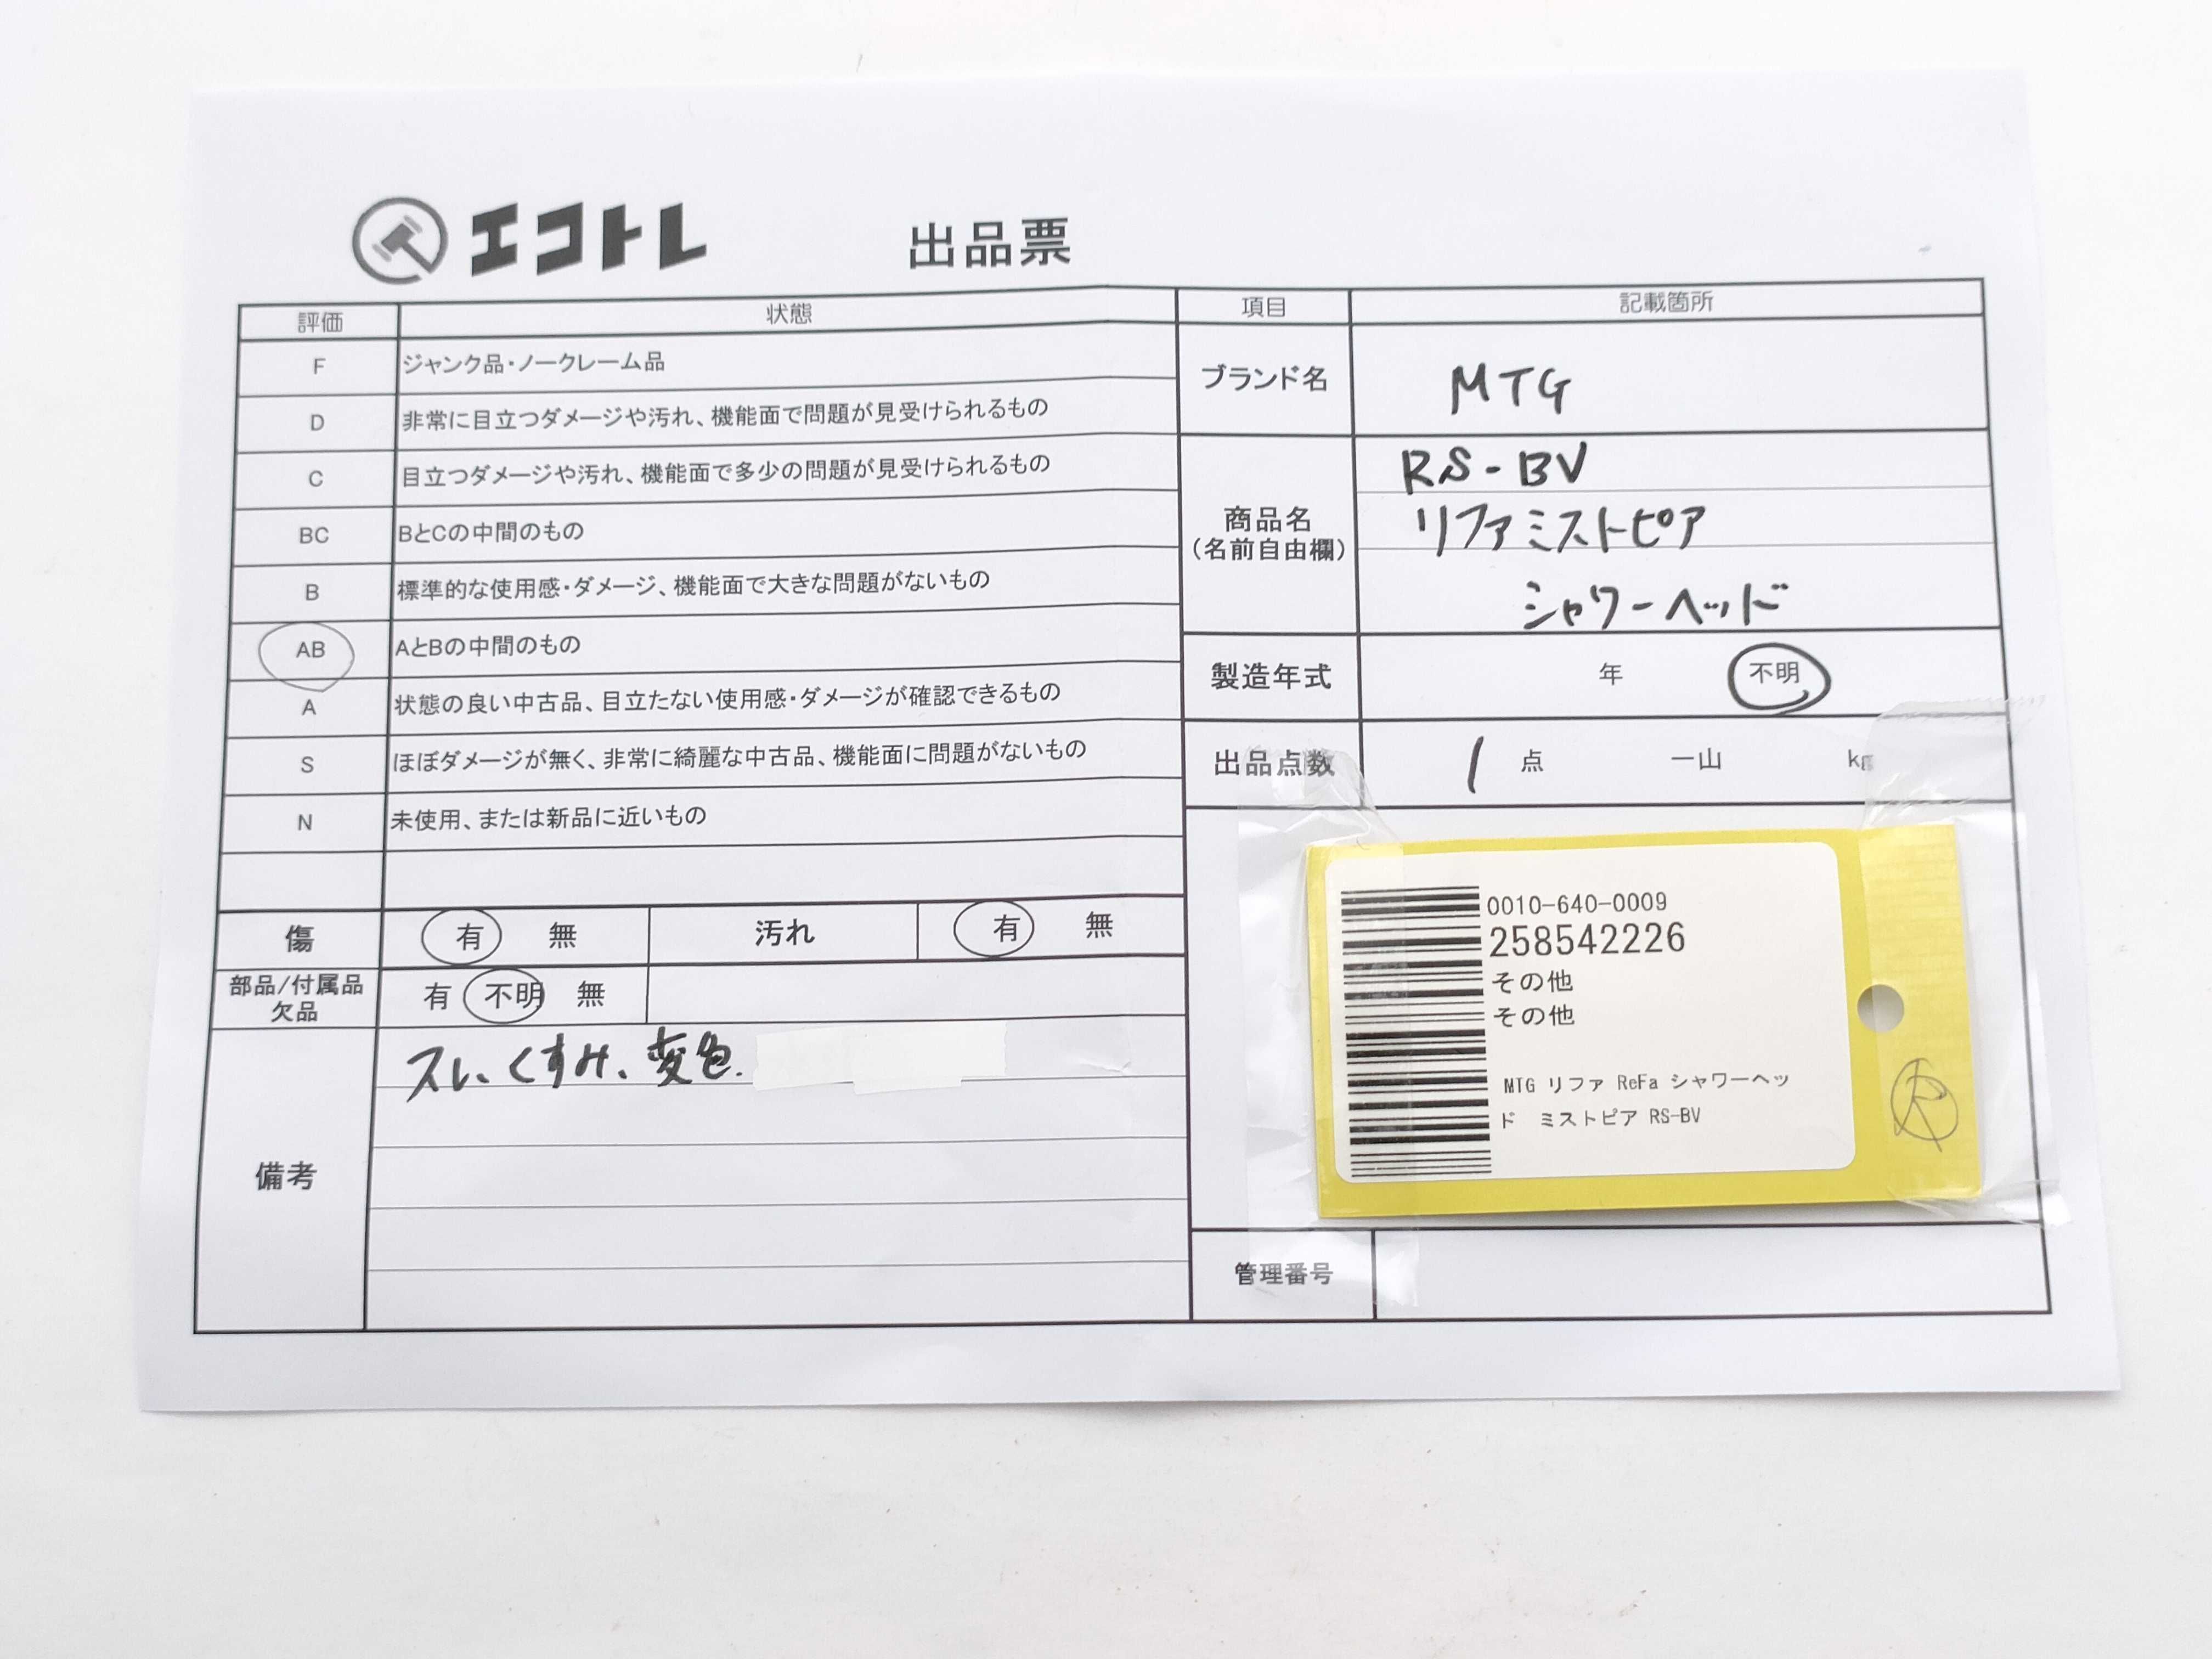 エコトレ
出品票
評価 状態
F ジャンク品・ノークレーム品
D 非常に目立つダメージや汚れ、機能面で問題が見受けられるもの
C 目立つダメージや汚れ、機能面で多少の問題が見受けられるもの
BC BとCの中間のもの
B 標準的な使用感・ダメージ、機能面で大きな問題がないもの
AB AとBの中間のもの
A 状態の良い中古品、目立たない使用感・ダメージが確認できるもの
S ほぼダメージが無く、非常に綺麗な中古品、機能面に問題がないもの
N 未使用、または新品に近いもの
傷 有 無 汚れ 有 無
部品/付属品
欠品
有 不明 無
備考
スレ、くすみ、変色.
項目 記載箇所
ブランド名 MTG
商品名
(名前自由欄)
RS-BV
リファミストピア
シャワーヘッド
製造年式 年 不明
出品点数 1 点 一山 kg
0010-640-0009
258542226
その他
その他
MTG リファ ReFa シャワーヘッ
ド ミストピア RS-BV
管理番号